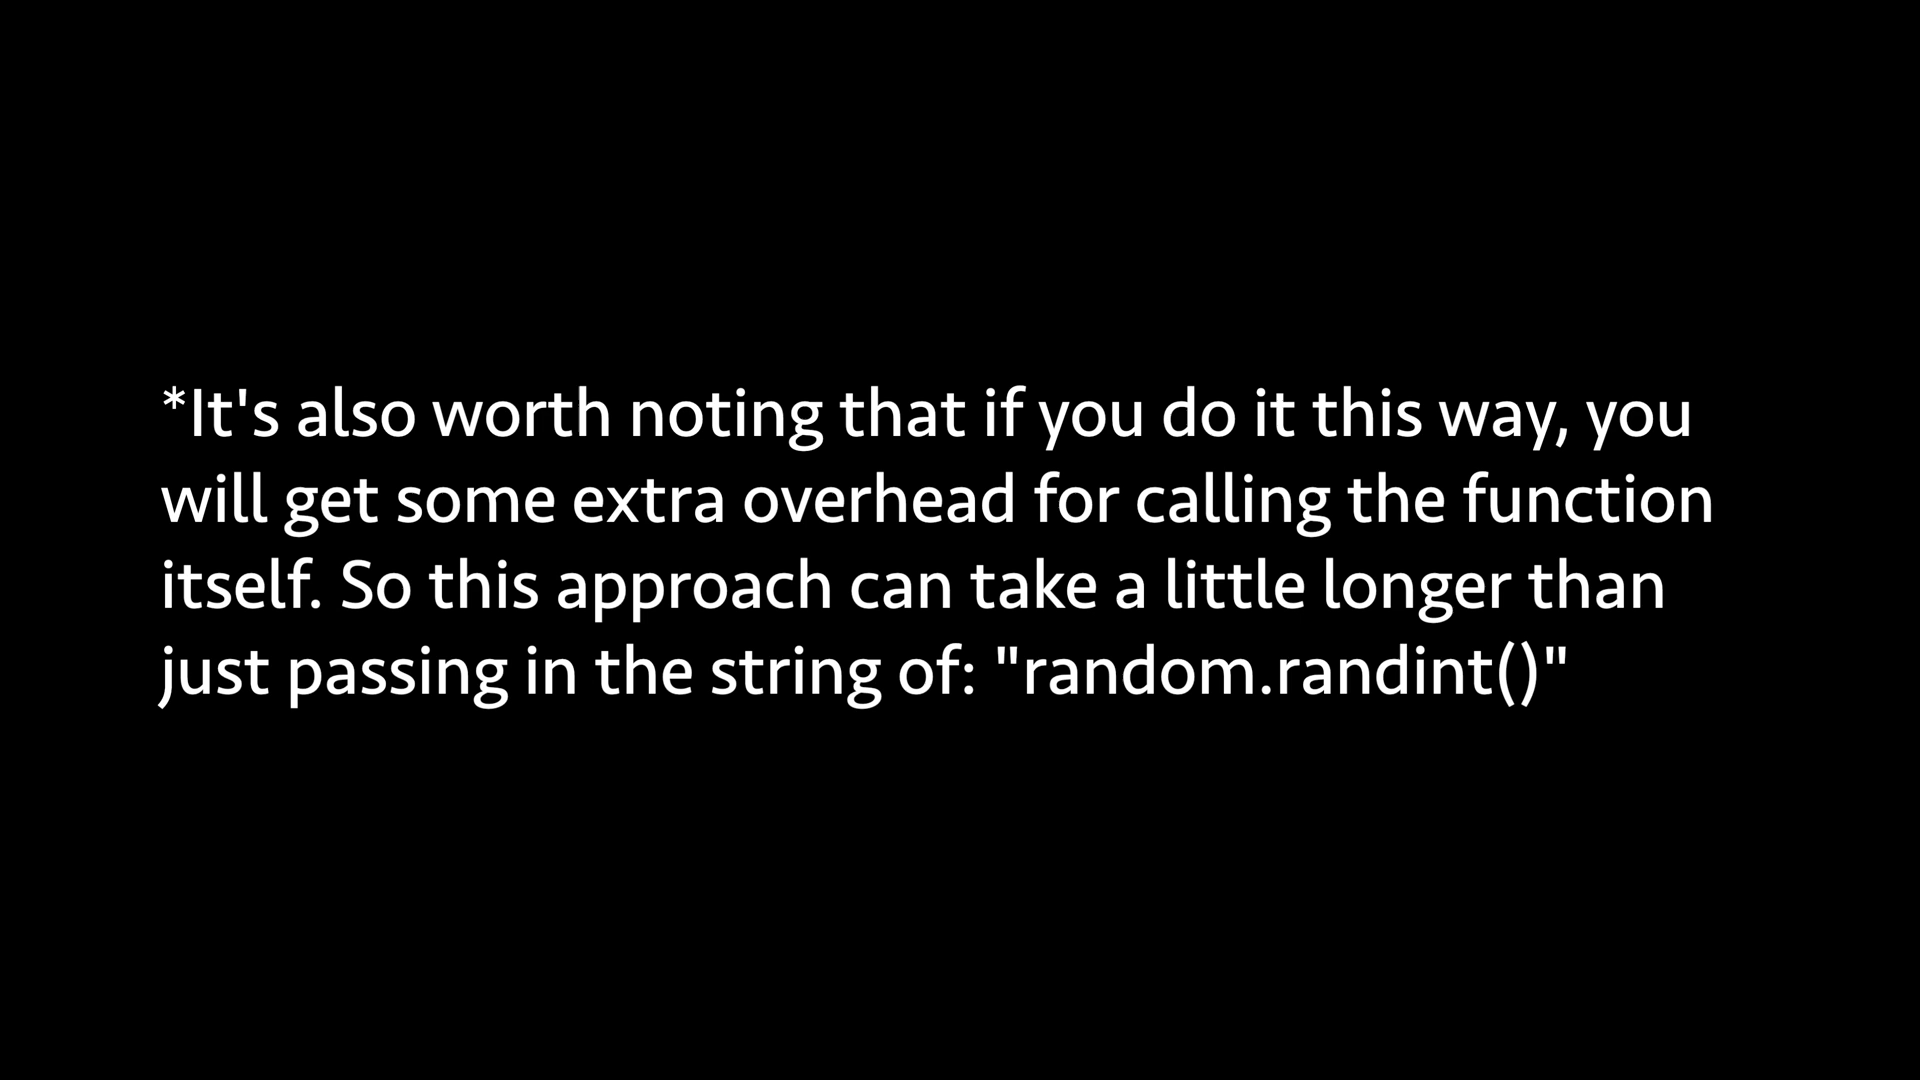 *It's also worth noting that if you do it this way, you
will get some extra overhead for calling the function
itself. So this approach can take a little longer than
just passing in the string of: "random.randint()"